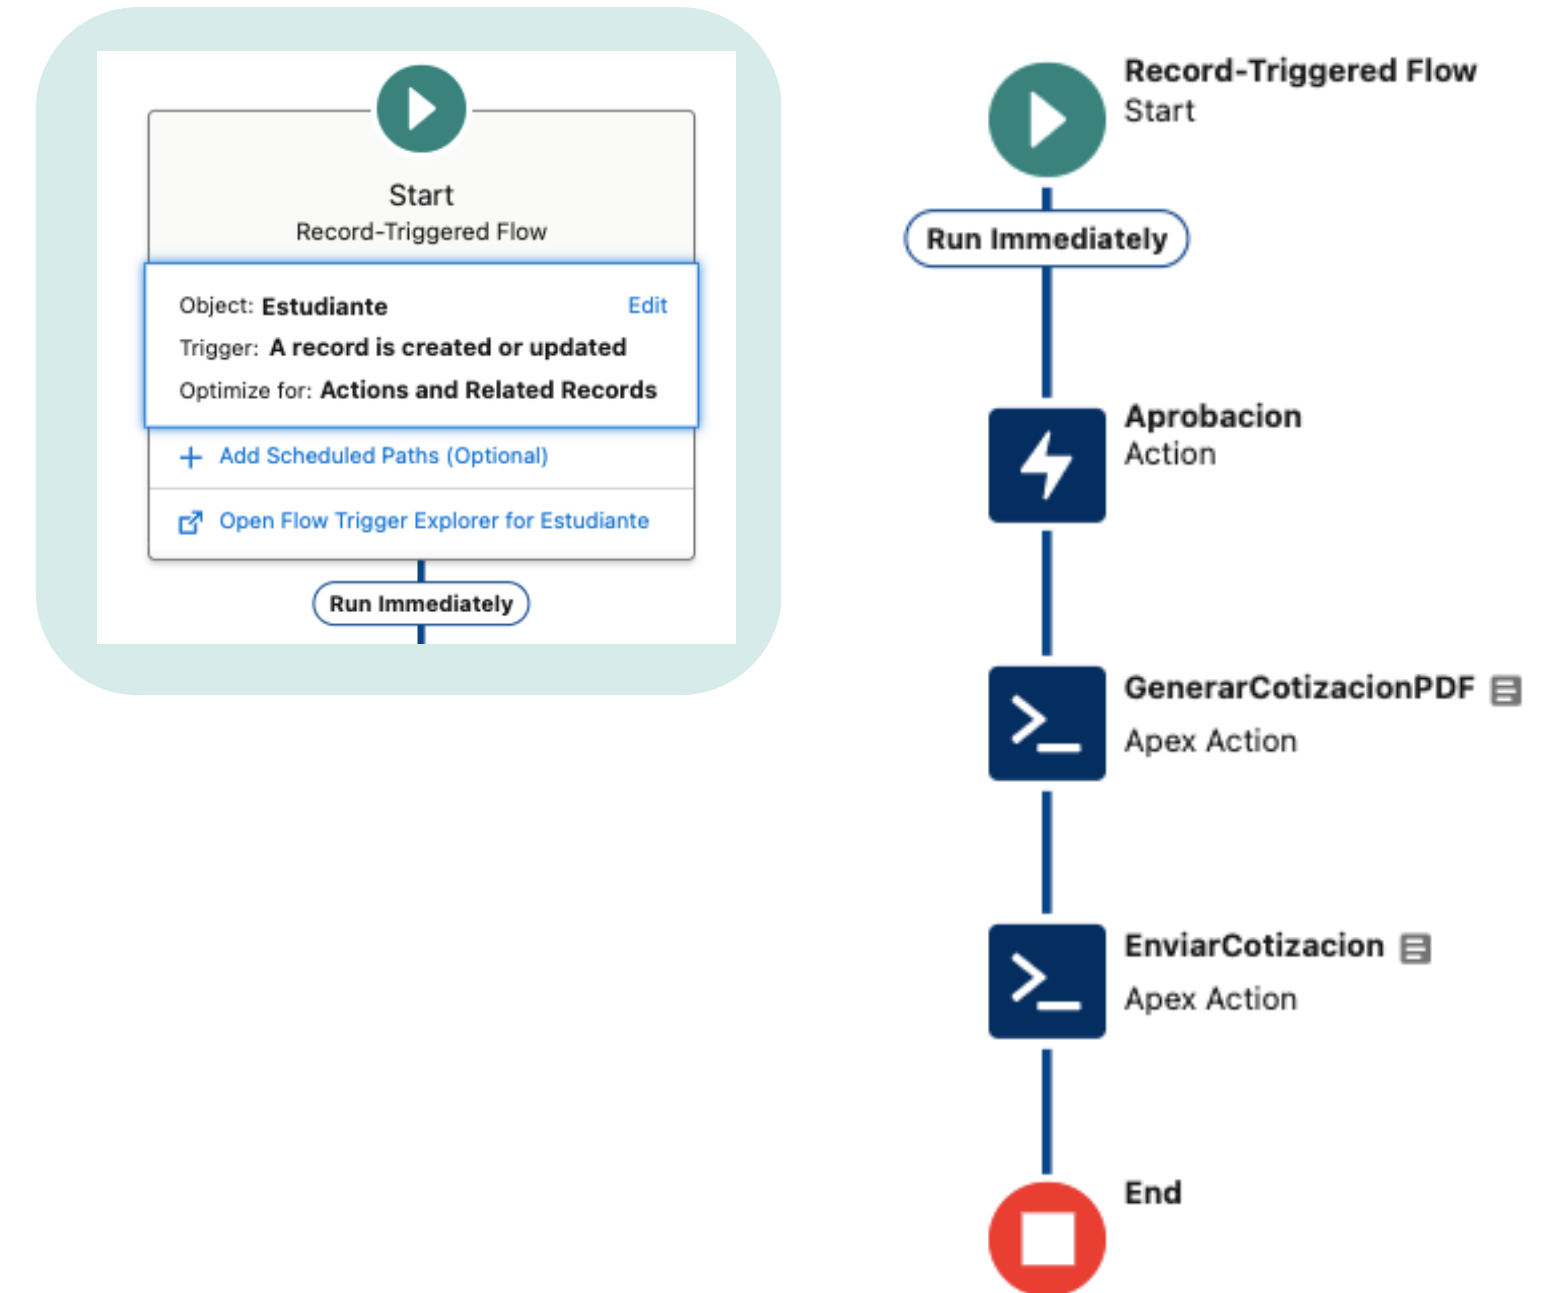 Start
Record-Triggered Flow
Object: Estudiante Edit
Trigger: A record is created or updated
Optimize for: Actions and Related Records
+ Add Scheduled Paths (Optional)
Open Flow Trigger Explorer for Estudiante
Run Immediately
Record-Triggered Flow
Start
Run Immediately
Aprobacion
Action
GenerarCotizacionPDF
Apex Action
EnviarCotizacion
Apex Action
End